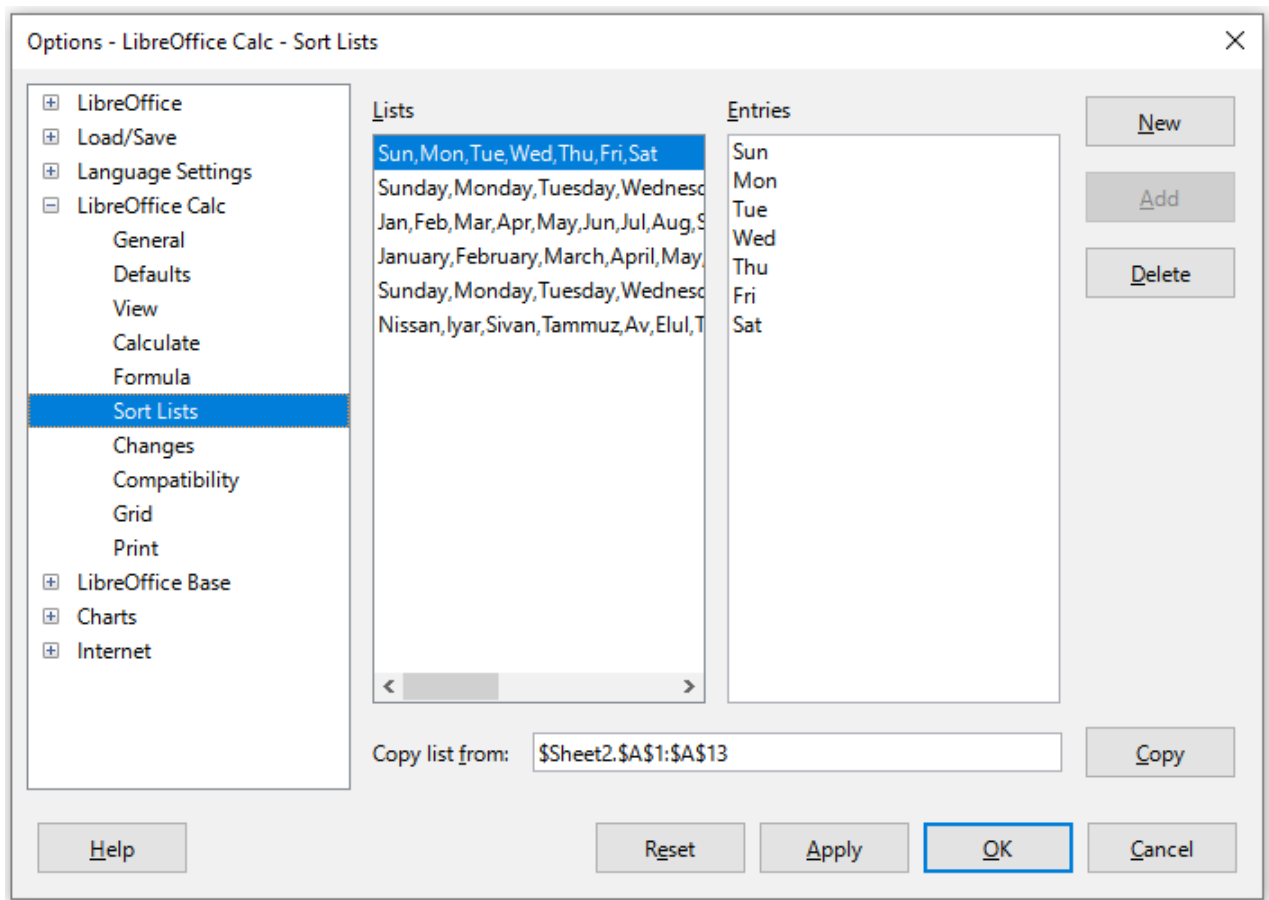 Options - LibreOffice Calc - Sort Lists
LibreOffice
Load/Save
Language Settings
LibreOffice Calc
General
Defaults
View
Calculate
Formula
Sort Lists
Changes
Compatibility
Grid
Print
LibreOffice Base
Charts
Internet
Lists
Sun,Mon,Tue,Wed,Thu,Fri,Sat
Sunday,Monday,Tuesday,Wednesd
Jan,Feb,Mar,Apr,May,Jun,Jul,Aug,S
January,February,March,April,May,
Sunday,Monday,Tuesday,Wednesd
Nissan,Iyar,Sivan,Tammuz,Av,Elul,T
Entries
Sun
Mon
Tue
Wed
Thu
Fri
Sat
New
Add
Delete
Copy list from: $Sheet2.$A$1:$A$13 Copy
Help Reset Apply OK Cancel